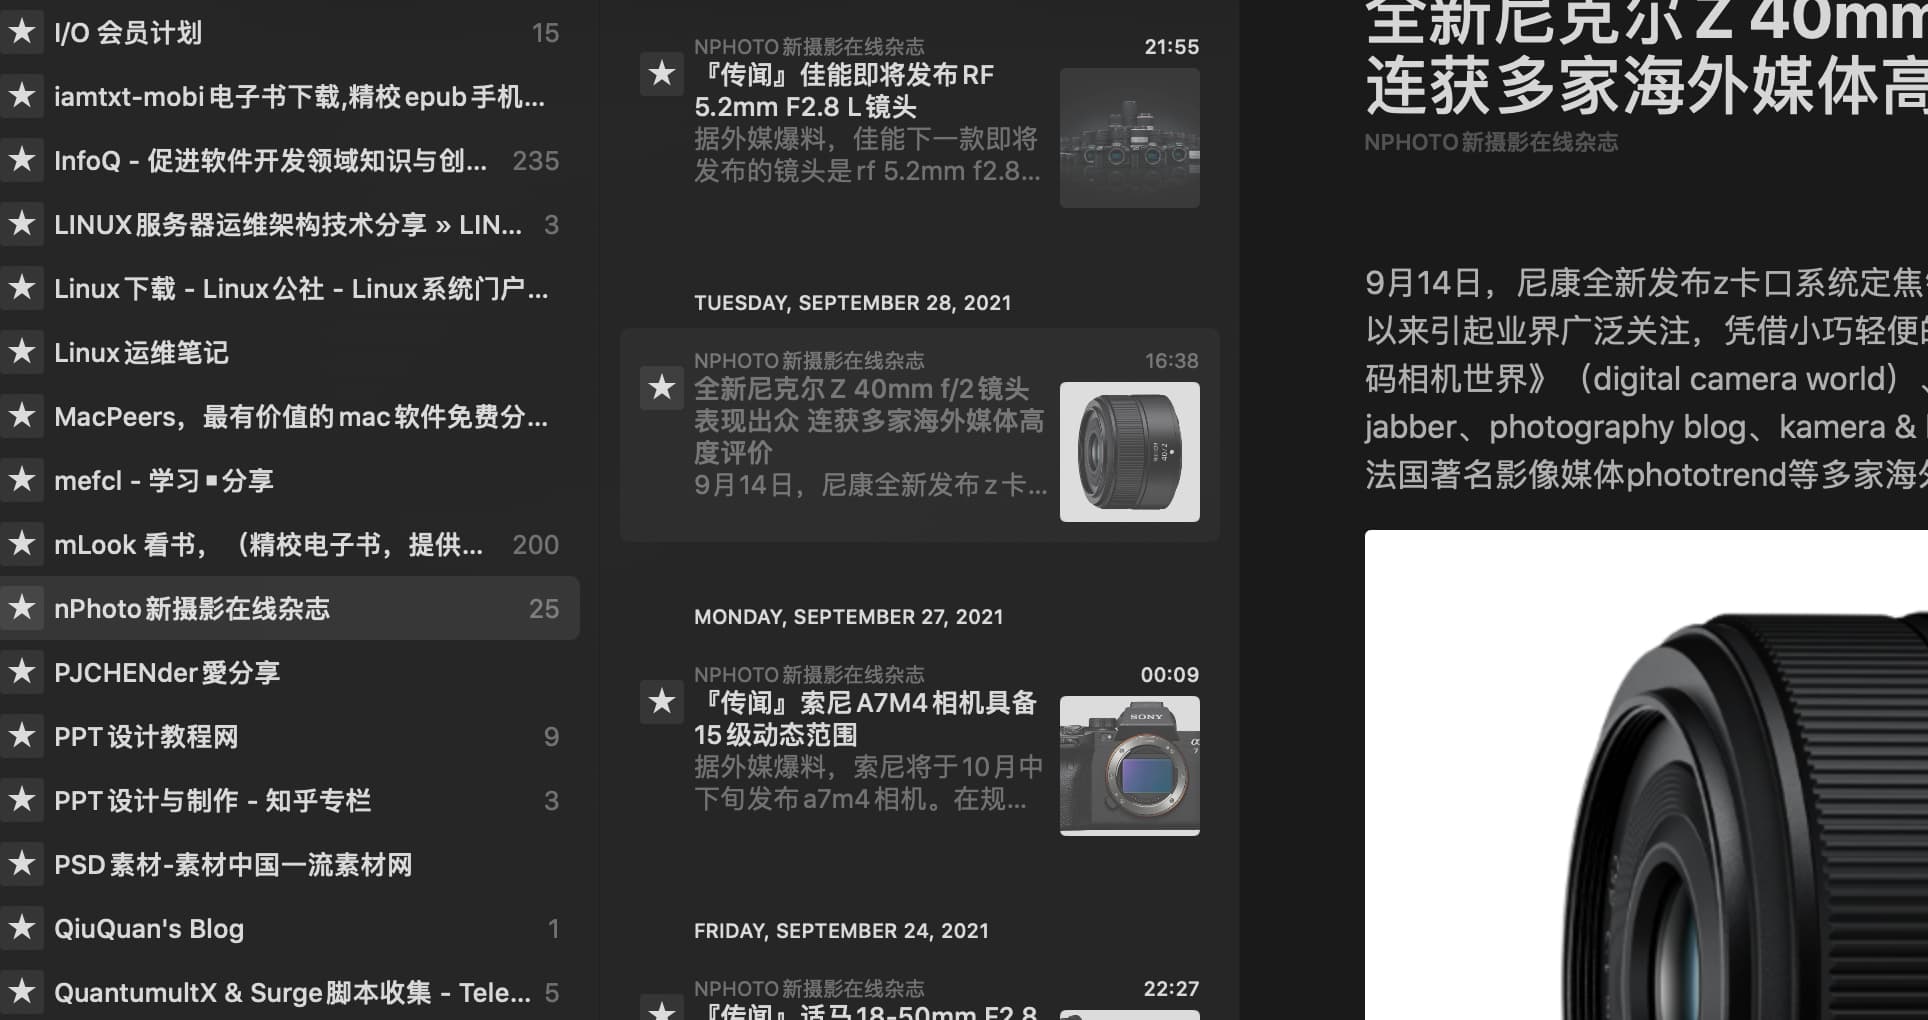 I/O 会员计划 15
iamtxt-mobi电子书下载,精校epub手机...
InfoQ - 促进软件开发领域知识与创... 235
LINUX服务器运维架构技术分享 » LIN... 3
Linux下载 - Linux公社 - Linux系统门户...
Linux运维笔记
MacPeers，最有价值的mac软件免费分...
mefcl - 学习▪分享
mLook 看书，（精校电子书，提供... 200
nPhoto新摄影在线杂志 25
PJCHENder爱分享
PPT设计教程网 9
PPT设计与制作 - 知乎专栏 3
PSD素材-素材中国一流素材网
QiuQuan's Blog 1
QuantumultX & Surge脚本收集 - Tele... 5
NPHOTO新摄影在线杂志 21:55
『传闻』佳能即将发布RF
5.2mm F2.8 L镜头
据外媒爆料，佳能下一款即将
发布的镜头是rf 5.2mm f2.8...
TUESDAY, SEPTEMBER 28, 2021
NPHOTO新摄影在线杂志 16:38
全新尼克尔Z 40mm f/2镜头
表现出众 连获多家海外媒体高
度评价
9月14日，尼康全新发布z卡...
MONDAY, SEPTEMBER 27, 2021
NPHOTO新摄影在线杂志 00:09
『传闻』索尼A7M4相机具备
15级动态范围
据外媒爆料，索尼将于10月中
下旬发布a7m4相机。在规...
SONY
FRIDAY, SEPTEMBER 24, 2021
NPHOTO新摄影在线杂志 22:27
『传闻』适马18-50mm F2.8
全新尼克尔Z 40mm
连获多家海外媒体高
NPHOTO新摄影在线杂志
9月14日，尼康全新发布z卡口系统定焦
以来引起业界广泛关注，凭借小巧轻便的
码相机世界》（digital camera world）、
jabber、photography blog、kamera &
法国著名影像媒体phototrend等多家海外